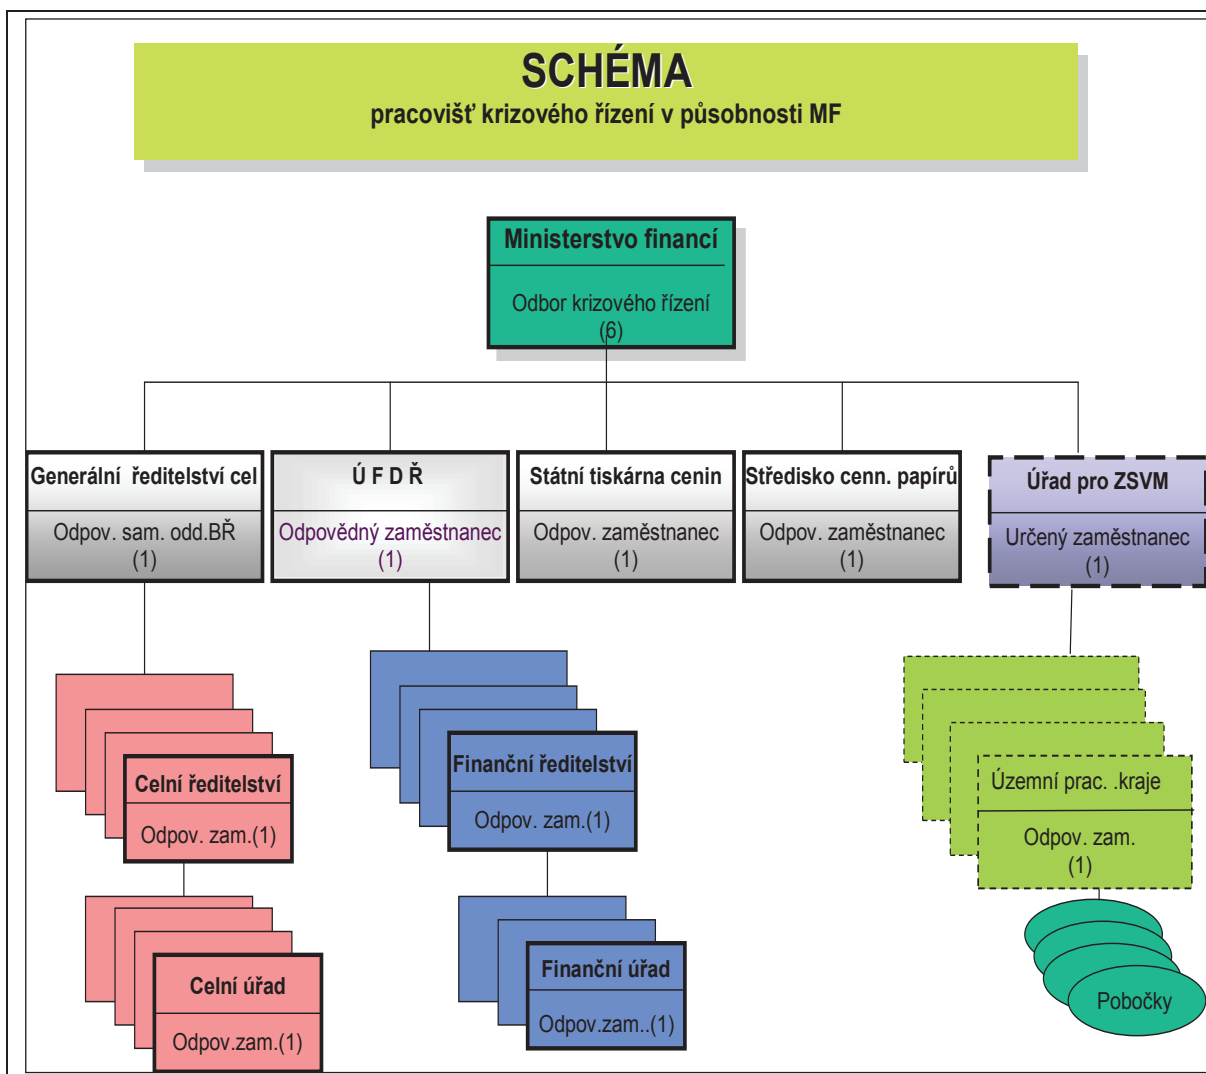 SCHÉMA
pracovišť krizového řízení v působnosti MF
Ministerstvo financí
Odbor krizového řízení
(6)
Generální ředitelství cel
Odpov. sam. odd.BŘ
(1)
Ú F D Ř
Odpovědný zaměstnanec
(1)
Státní tiskárna cenin
Odpov. zaměstnanec
(1)
Středisko cenn. papírů
Odpov. zaměstnanec
(1)
Úřad pro ZSVM
Určený zaměstnanec
(1)
Celní ředitelství
Odpov. zam.(1)
Finanční ředitelství
Odpov. zam.(1)
Územní prac. .kraje
Odpov. zam.
(1)
Celní úřad
Odpov.zam.(1)
Finanční úřad
Odpov.zam..(1)
Pobočky